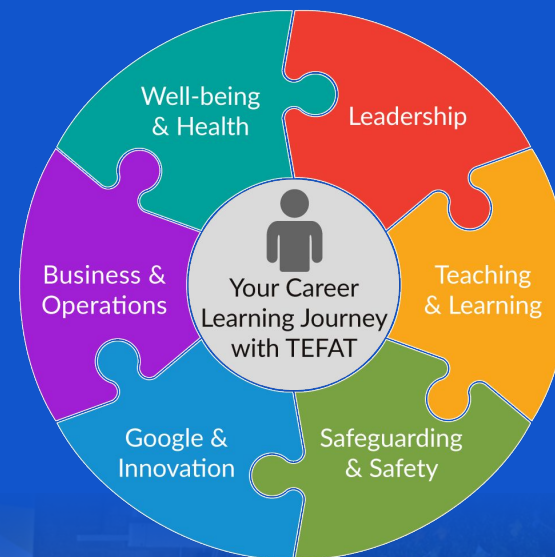 Well-being
& Health
Leadership
Business &
Operations
Your Career
Learning Journey
with TEFAT
Teaching
& Learning
Google &
Innovation
Safeguarding
& Safety